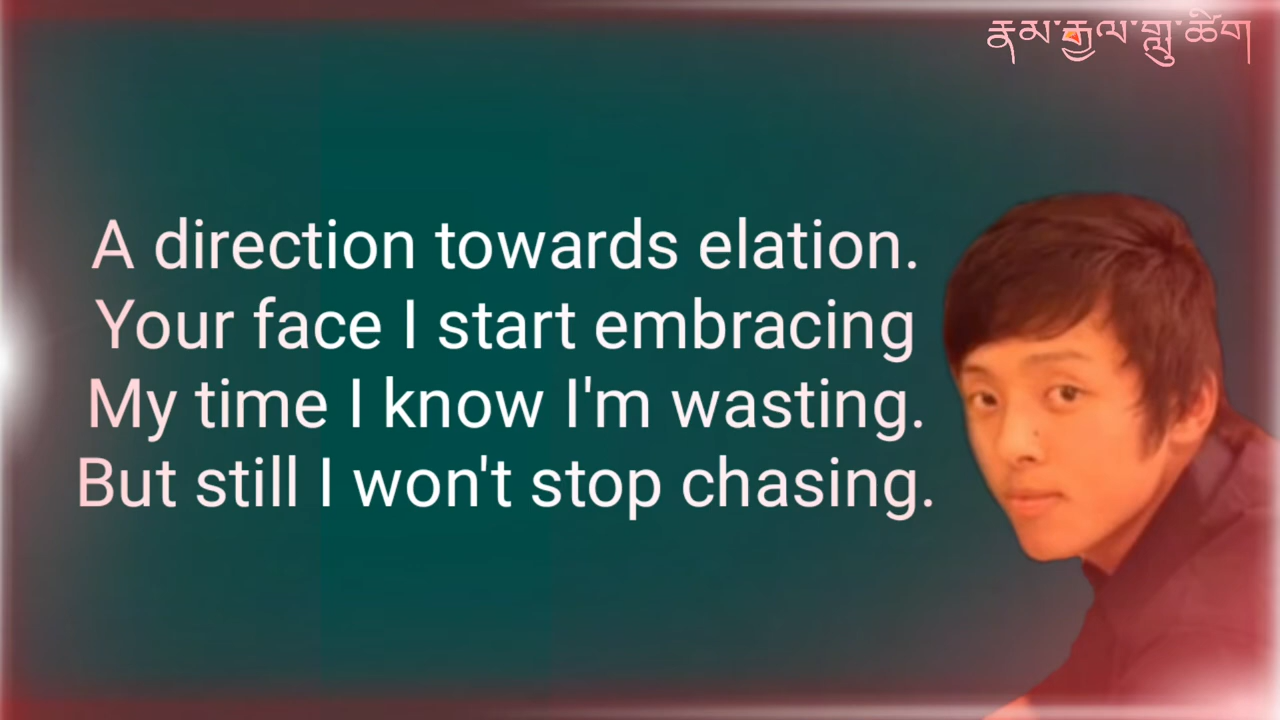 རྣམ་རྒྱལ་གླུ་ཚིག
A direction towards elation.
Your face I start embracing
My time I know I'm wasting.
But still I won't stop chasing.